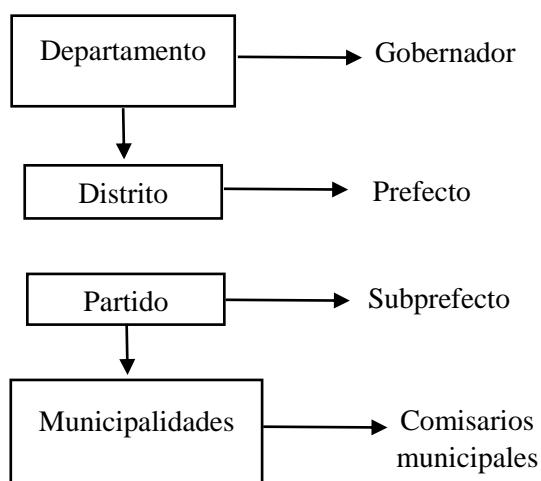 Departamento
Gobernador
Distrito
Prefecto
Partido
Subprefecto
Municipalidades
Comisarios
municipales